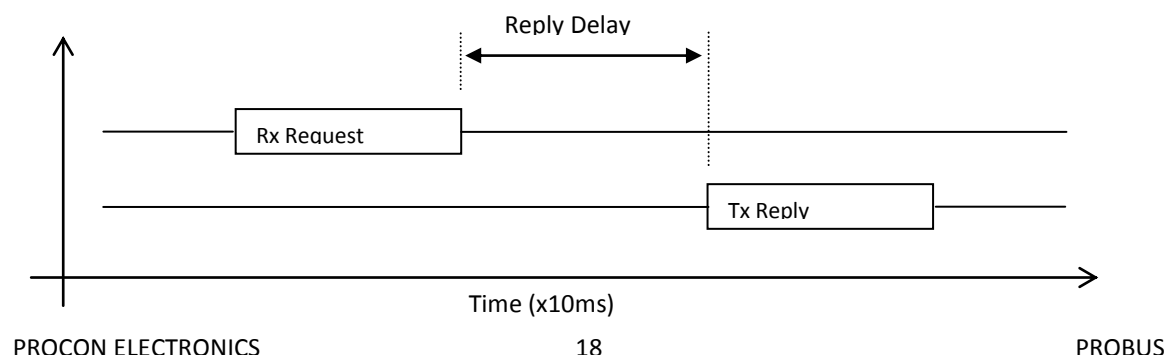 Reply Delay
Rx Request
Tx Reply
Time (x10ms)
PROCON ELECTRONICS 18 PROBUS